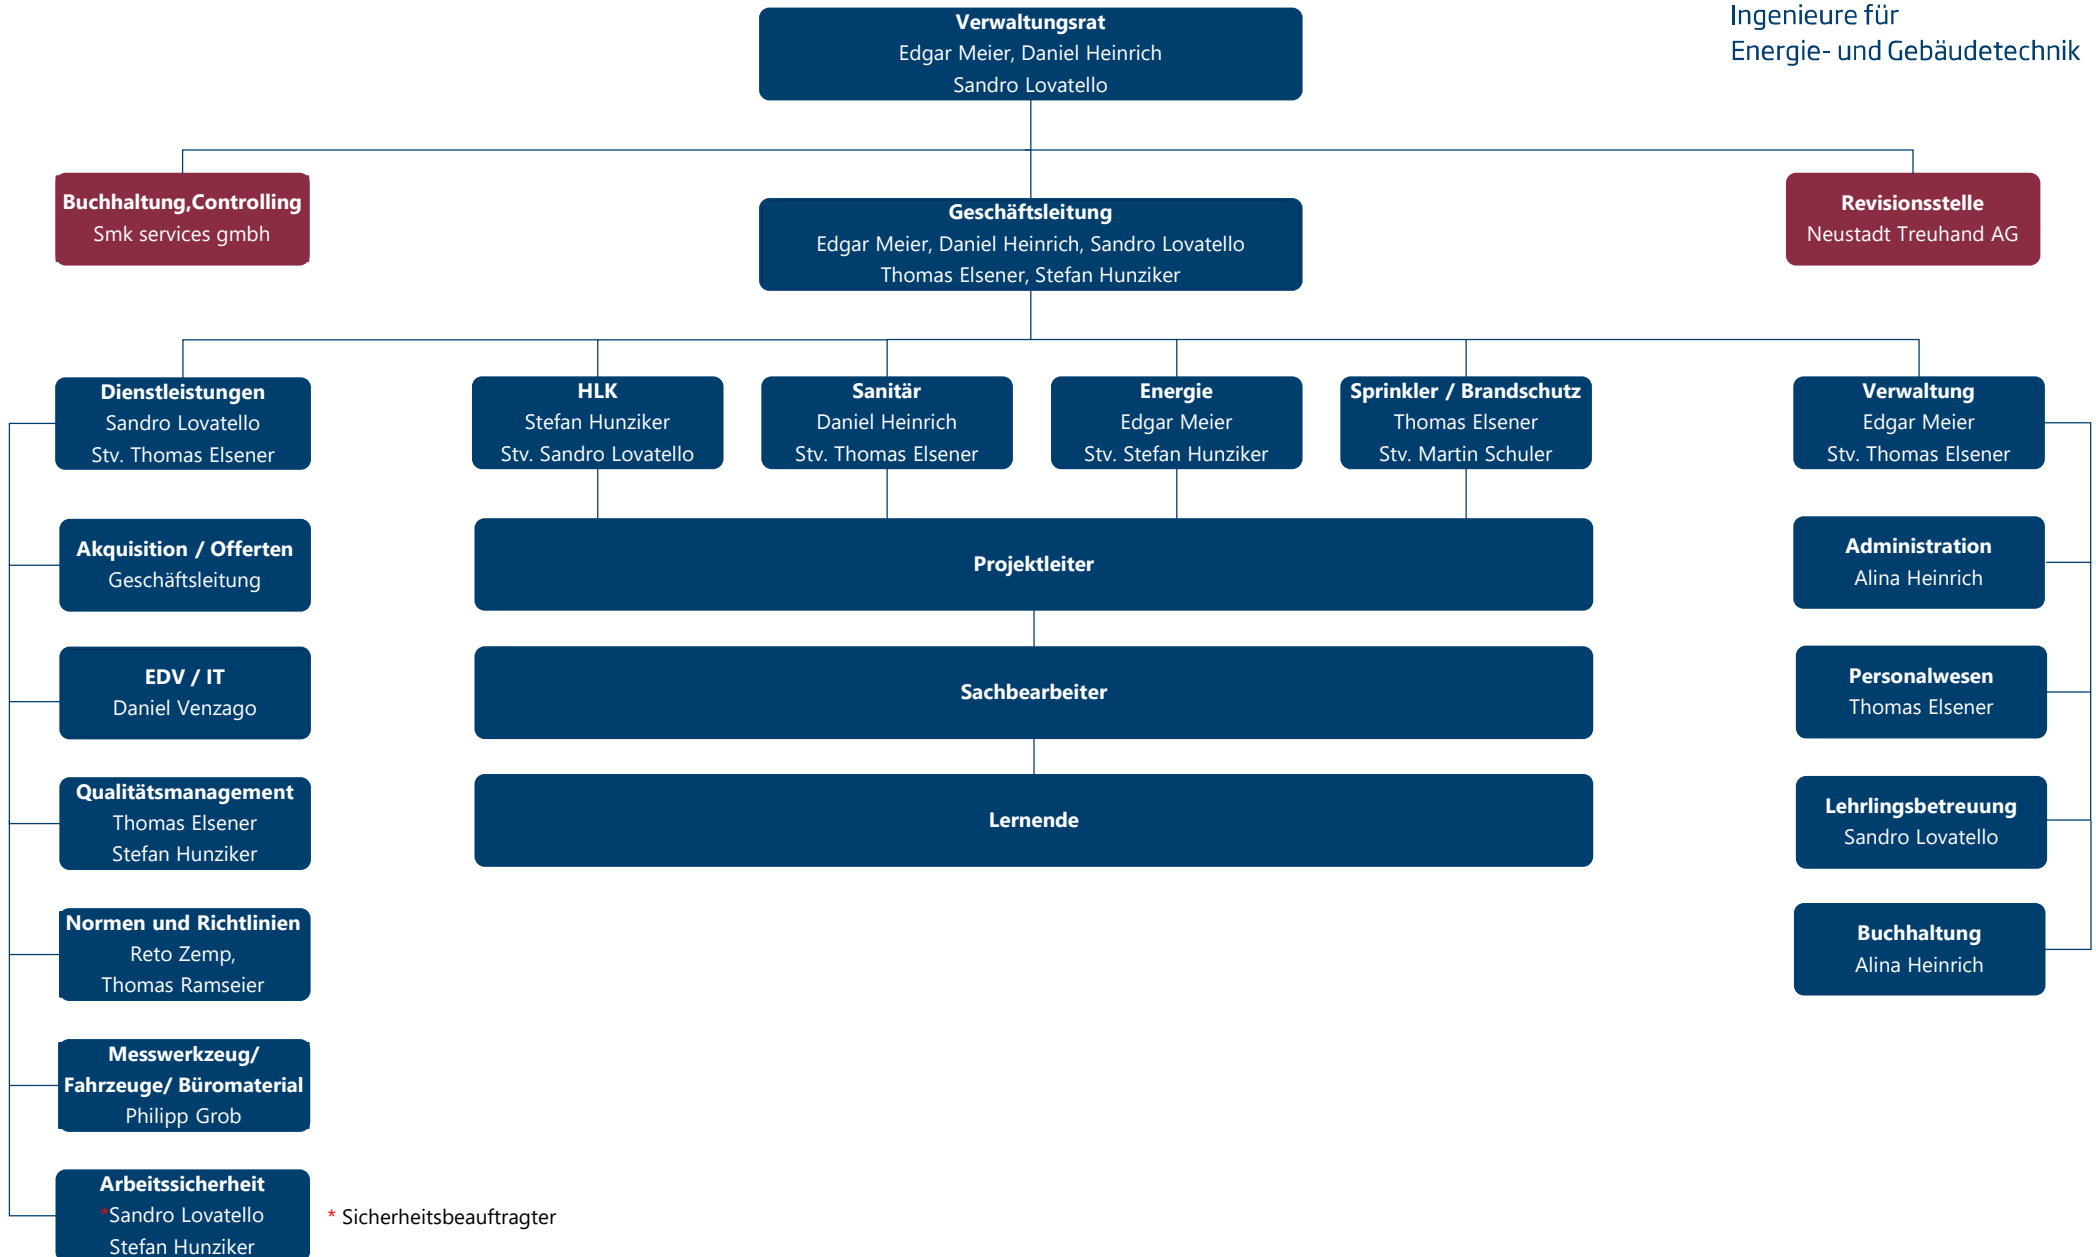 Ingenieure für
Energie- und Gebäudetechnik
Verwaltungsrat
Edgar Meier, Daniel Heinrich
Sandro Lovatello
Buchhaltung,Controlling
Smk services gmbh
Geschäftsleitung
Edgar Meier, Daniel Heinrich, Sandro Lovatello
Thomas Elsener, Stefan Hunziker
Revisionsstelle
Neustadt Treuhand AG
Dienstleistungen
Sandro Lovatello
Stv. Thomas Elsener
HLK
Stefan Hunziker
Stv. Sandro Lovatello
Sanitär
Daniel Heinrich
Stv. Thomas Elsener
Energie
Edgar Meier
Stv. Stefan Hunziker
Sprinkler / Brandschutz
Thomas Elsener
Stv. Martin Schuler
Verwaltung
Edgar Meier
Stv. Thomas Elsener
Akquisition / Offerten
Geschäftsleitung
Projektleiter
Administration
Alina Heinrich
EDV / IT
Daniel Venzago
Sachbearbeiter
Personalwesen
Thomas Elsener
Qualitätsmanagement
Thomas Elsener
Stefan Hunziker
Lernende
Lehrlingsbetreuung
Sandro Lovatello
Normen und Richtlinien
Reto Zemp,
Thomas Ramseier
Buchhaltung
Alina Heinrich
Messwerkzeug/
Fahrzeuge/ Büromaterial
Philipp Grob
Arbeitssicherheit
*Sandro Lovatello
Stefan Hunziker
* Sicherheitsbeauftragter